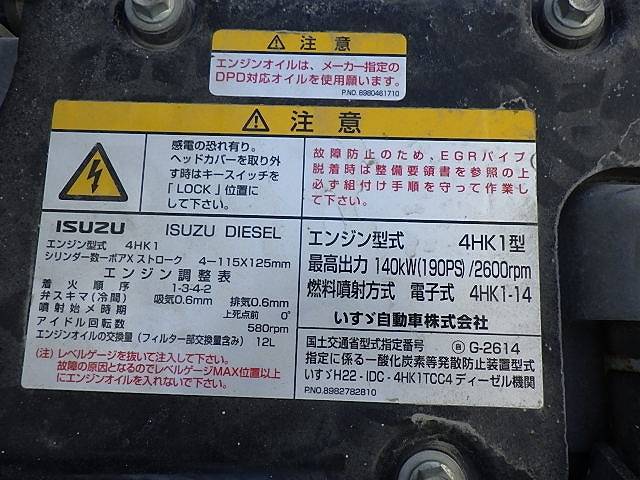 注 意
エンジンオイルは、メーカー指定の
DPD対応オイルを使用願います。
P.NO. 8980461710
注 意
感電の恐れ有り。
ヘッドカバーを取り外
す時はキースイッチを
「LOCK」位置に
して下さい。
故障防止のため、EGRパイプ
脱着時は整備要領書を参照の上
必ず組付け手順を守って作業し
て下さい。
ISUZU ISUZU DIESEL
エンジン型式 4HK1
シリンダー数ーボアXストローク 4ー115X125mm
エンジン調整表
着火順序 1-3-4-2
弁スキマ(冷間) 吸気0.6mm 排気0.6mm
噴射始メ時期 上死点前 0°
アイドル回転数 580rpm
エンジンオイルの交換量(フィルター部交換量含み) 12L
(注)レベルゲージを抜いて注入して下さい。
故障の原因となるのでレベルゲージMAX位置以上
にエンジンオイルを入れないで下さい。
エンジン型式 4HK1型
最高出力 140kW(190PS)/2600rpm
燃料噴射方式 電子式 4HK1-14
いすゞ自動車株式会社
国土交通省型式指定番号 自 G-2614
指定に係る一酸化炭素等発散防止装置型式
いすゞH22-IDC-4HK1TCC4ディーゼル機関
P.NO. 8982782810